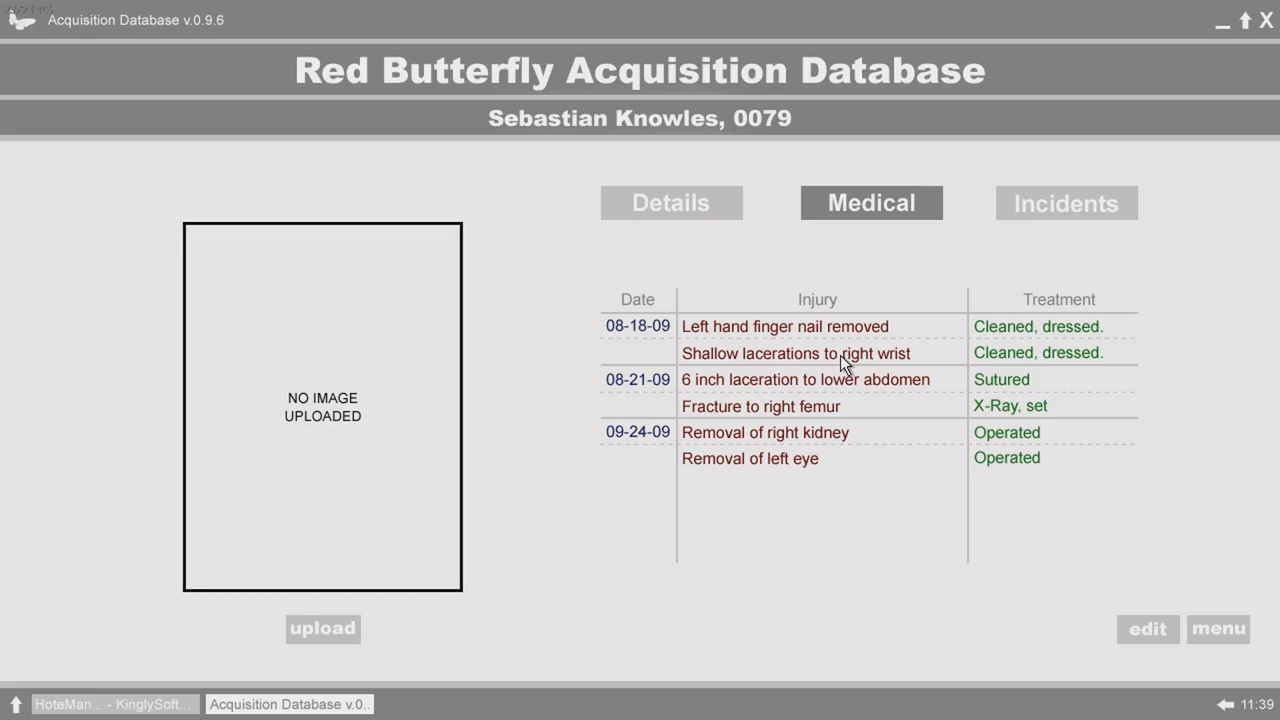 Acquisition Database v.0.9.6
X
Red Butterfly Acquisition Database
Sebastian Knowles, 0079
Details Medical Incidents
Date Injury Treatment
08-18-09 Left hand finger nail removed Cleaned, dressed.
Shallow lacerations to right wrist Cleaned, dressed.
08-21-09 6 inch laceration to lower abdomen Sutured
Fracture to right femur X-Ray, set
09-24-09 Removal of right kidney Operated
Removal of left eye Operated
NO IMAGE
UPLOADED
upload
edit menu
HoteMan... - KinglySoft... Acquisition Database v.0.. 11:39